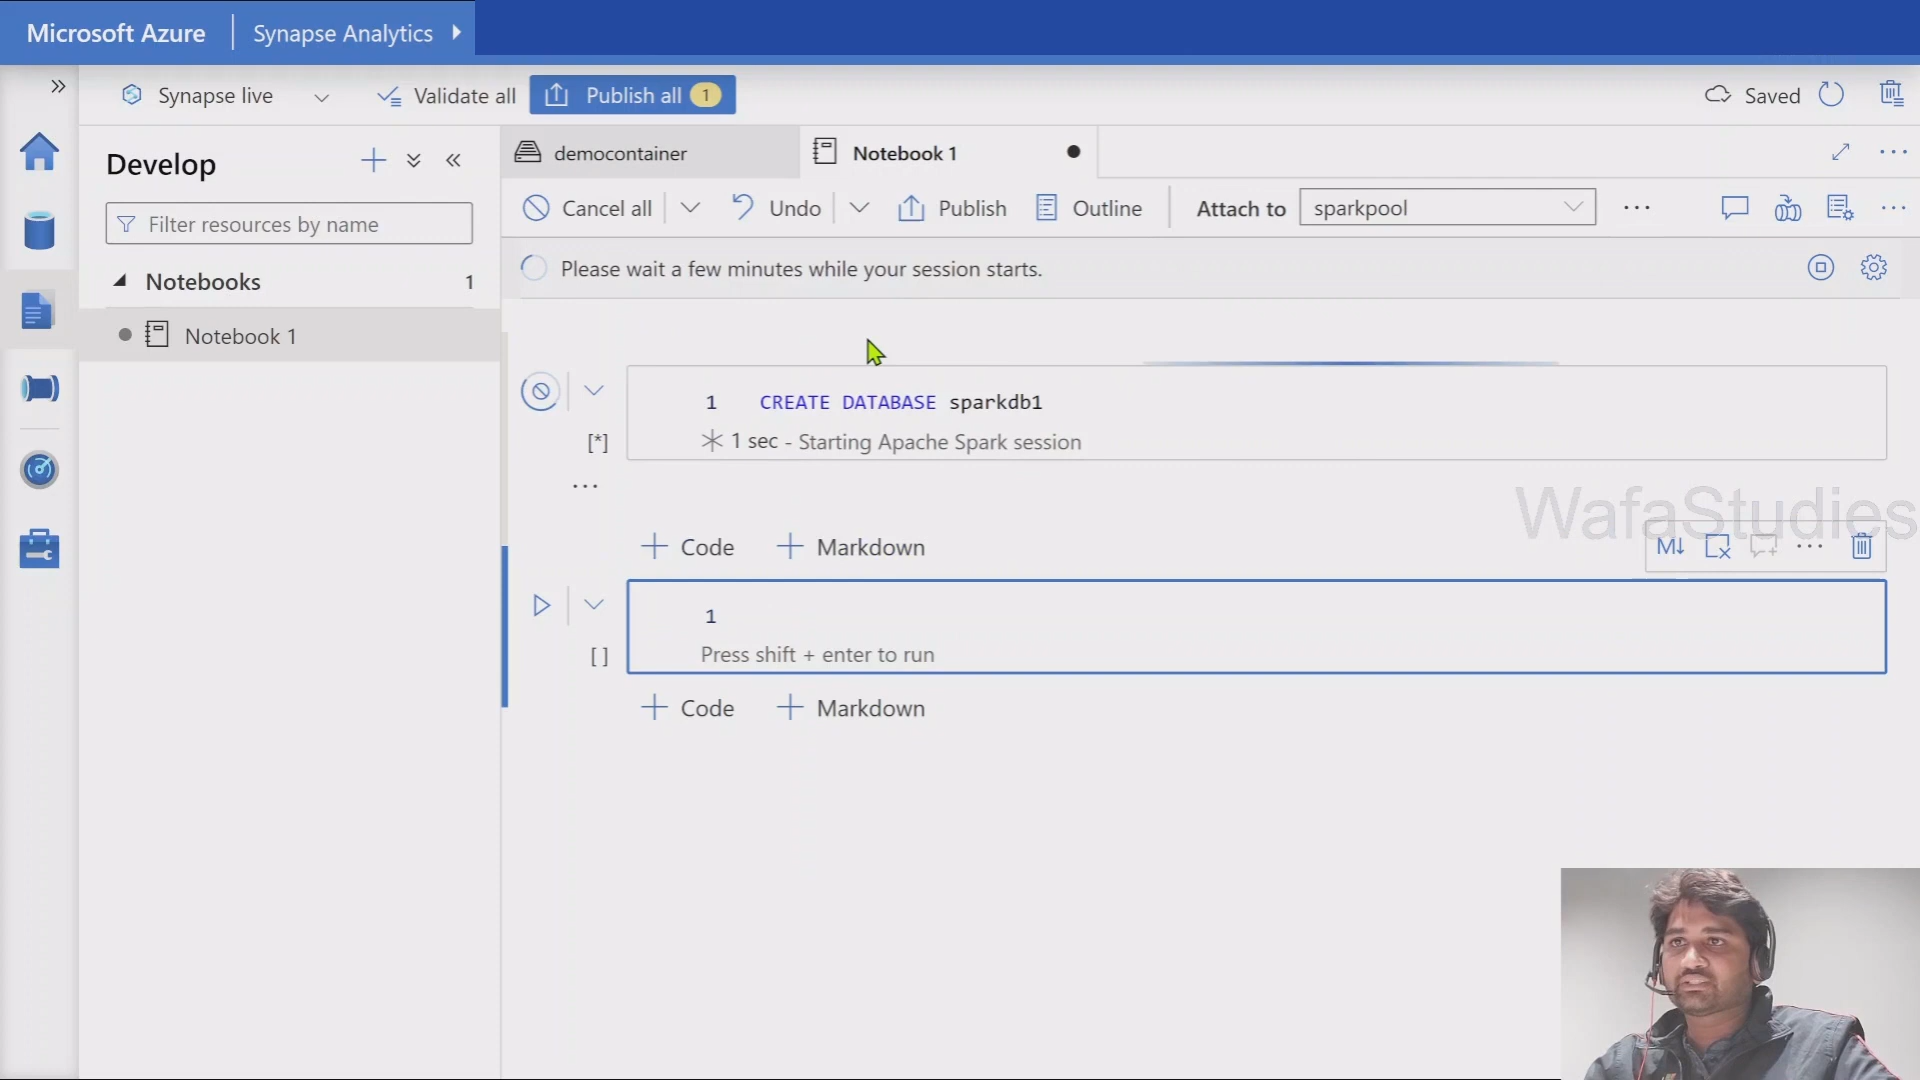 Microsoft Azure | Synapse Analytics
Synapse live Validate all Publish all 1 Saved
Develop
democontainer Notebook 1
Cancel all Undo Publish Outline Attach to sparkpool
Filter resources by name
Please wait a few minutes while your session starts.
Notebooks 1
Notebook 1
1 CREATE DATABASE sparkdb1
[*] 1 sec - Starting Apache Spark session
WafaStudies
+ Code + Markdown
M↓
1
[ ] Press shift + enter to run
+ Code + Markdown